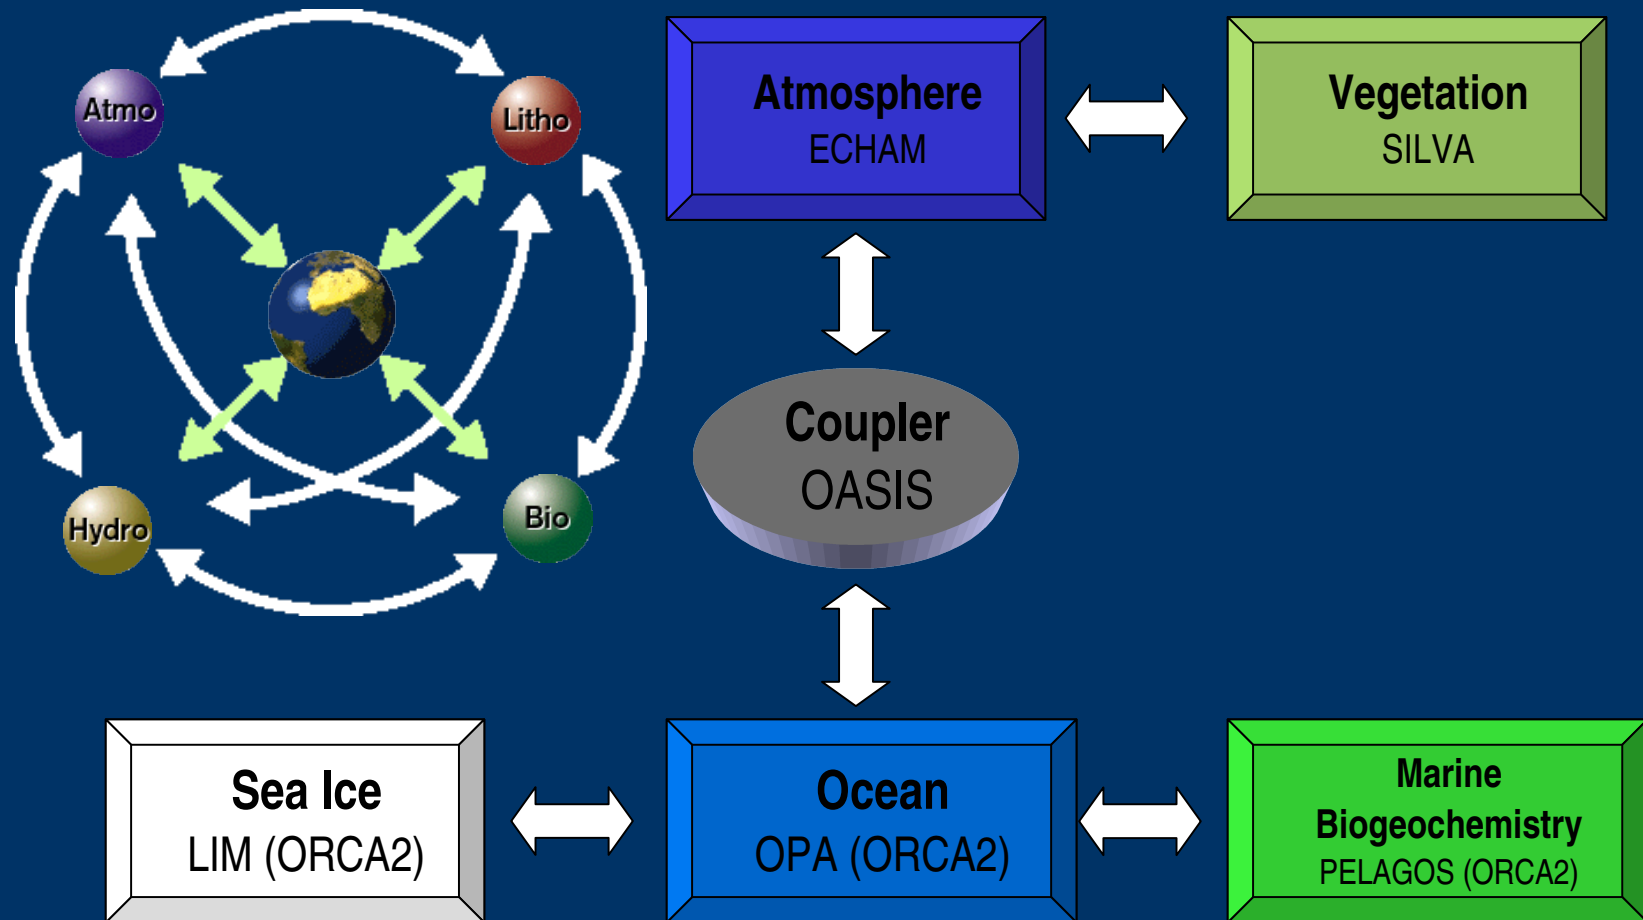 Atmo
Litho
Hydro
Bio
Atmosphere
ECHAM
Vegetation
SILVA
Coupler
OASIS
Sea Ice
LIM (ORCA2)
Ocean
OPA (ORCA2)
Marine
Biogeochemistry
PELAGOS (ORCA2)